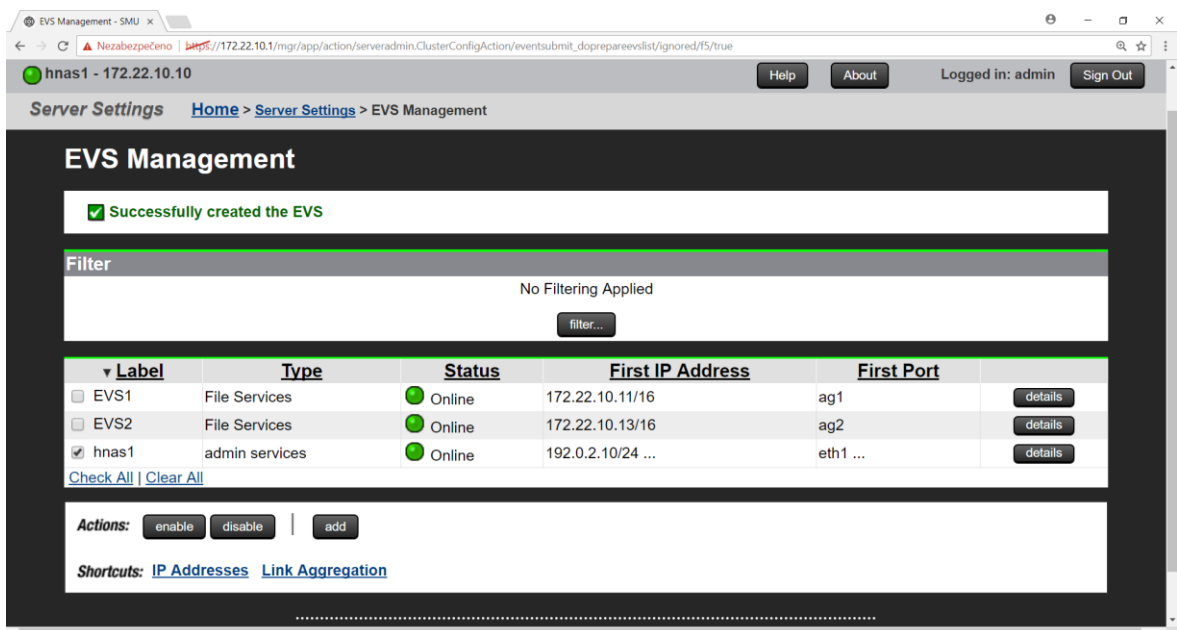 EVS Management - SMU ×
Nezabezpečeno | https://172.22.10.1/mgr/app/action/serveradmin.ClusterConfigAction/eventsubmit_doprepareevslist/ignored/f5/true
hnas1 - 172.22.10.10 Help About Logged in: admin Sign Out
Server Settings Home > Server Settings > EVS Management
EVS Management
Successfully created the EVS
Filter
No Filtering Applied
filter...
▼ Label Type Status First IP Address First Port
EVS1 File Services Online 172.22.10.11/16 ag1 details
EVS2 File Services Online 172.22.10.13/16 ag2 details
hnas1 admin services Online 192.0.2.10/24 ... eth1 ... details
Check All | Clear All
Actions: enable disable | add
Shortcuts: IP Addresses Link Aggregation